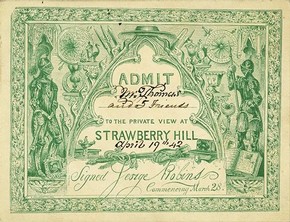 ADMIT
Mr Thomas
and 5 Friends
TO THE PRIVATE VIEW AT
STRAWBERRY HILL
April 19th 42
Signed George Robins
Commencing March 28.